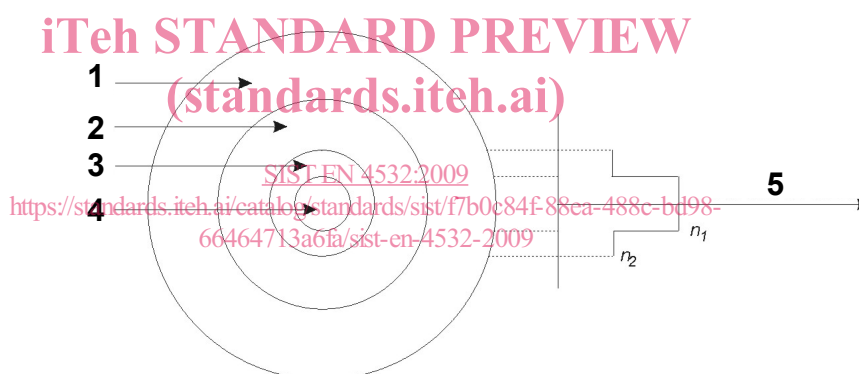 iTeh STANDARD PREVIEW
1
(standards.iteh.ai)
2
3
SIST EN 4532:2009
5
https://standards.iteh.ai/catalog/standards/sist/f7b0c84f-88ea-488c-bd98-
4
66464713a6fa/sist-en-4532-2009
n1
n2